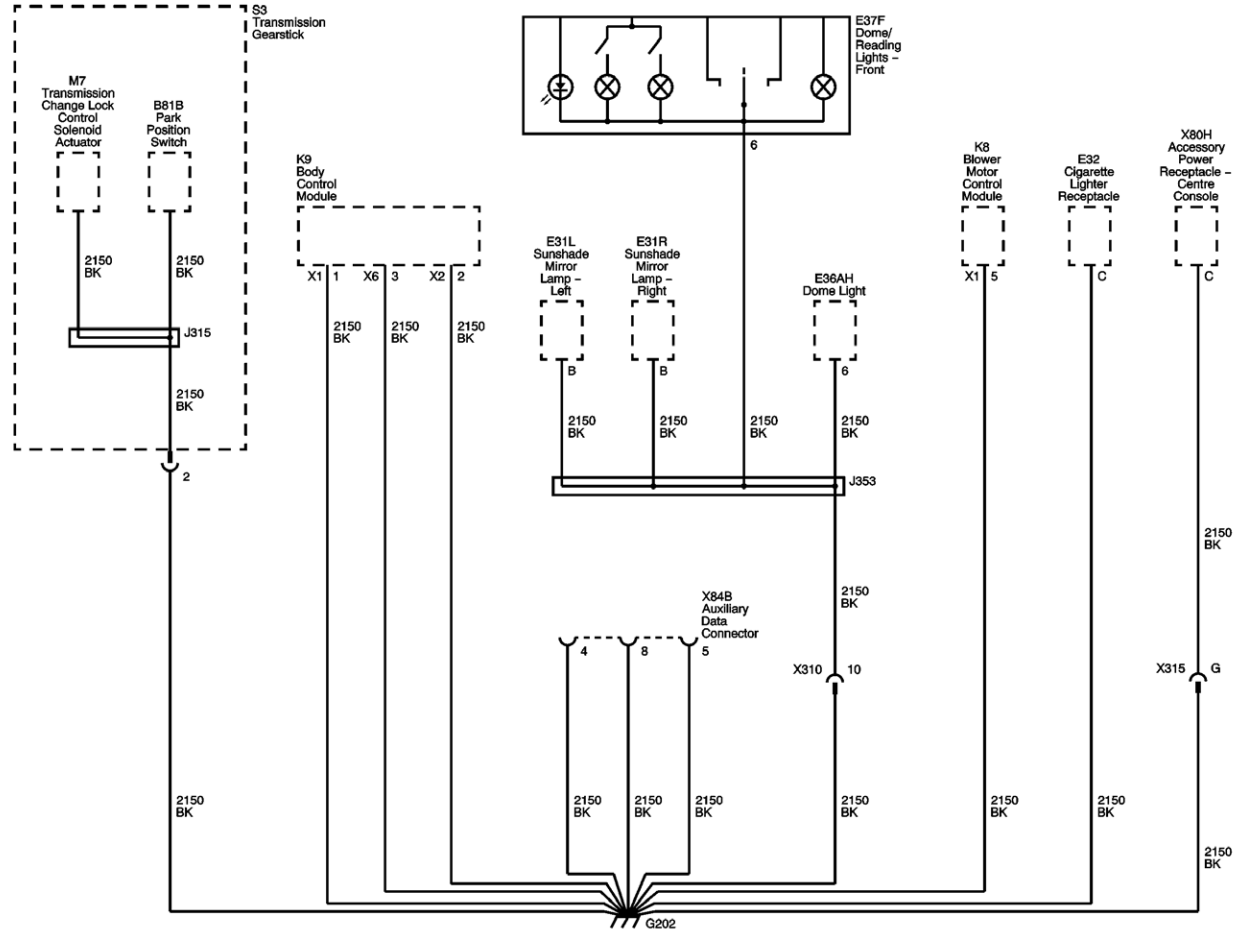 S3
Transmission
Gearstick
E37F
Dome/
Reading
Lights –
Front
M7
Transmission
Change Lock
Control
Solenoid
Actuator
B81B
Park
Position
Switch
6
K9
Body
Control
Module
K8
Blower
Motor
Control
Module
E32
Cigarette
Lighter
Receptacle
X80H
Accessory
Power
Receptacle –
Centre
Console
E31L
Sunshade
Mirror
Lamp –
Left
E31R
Sunshade
Mirror
Lamp –
Right
E36AH
Dome Light
2150
BK
2150
BK
X1 1
X6 3
X2 2
X1 5
C
C
J315
2150
BK
2150
BK
2150
BK
B
B
6
2150
BK
2150
BK
2150
BK
2150
BK
2150
BK
2
J353
2150
BK
2150
BK
X84B
Auxiliary
Data
Connector
4
8
5
X310 10
X315 G
2150
BK
2150
BK
2150
BK
2150
BK
2150
BK
2150
BK
2150
BK
2150
BK
G202